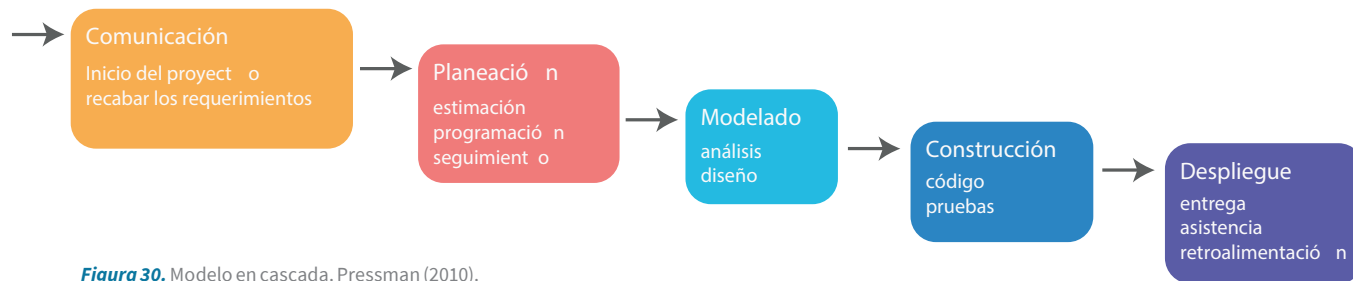 Comunicación
Inicio del proyect o
recabar los requerimientos
Planeació n
estimación
programació n
seguimient o
Modelado
análisis
diseño
Construcción
código
pruebas
Despliegue
entrega
asistencia
retroalimentació n
Figura 30. Modelo en cascada. Pressman (2010).